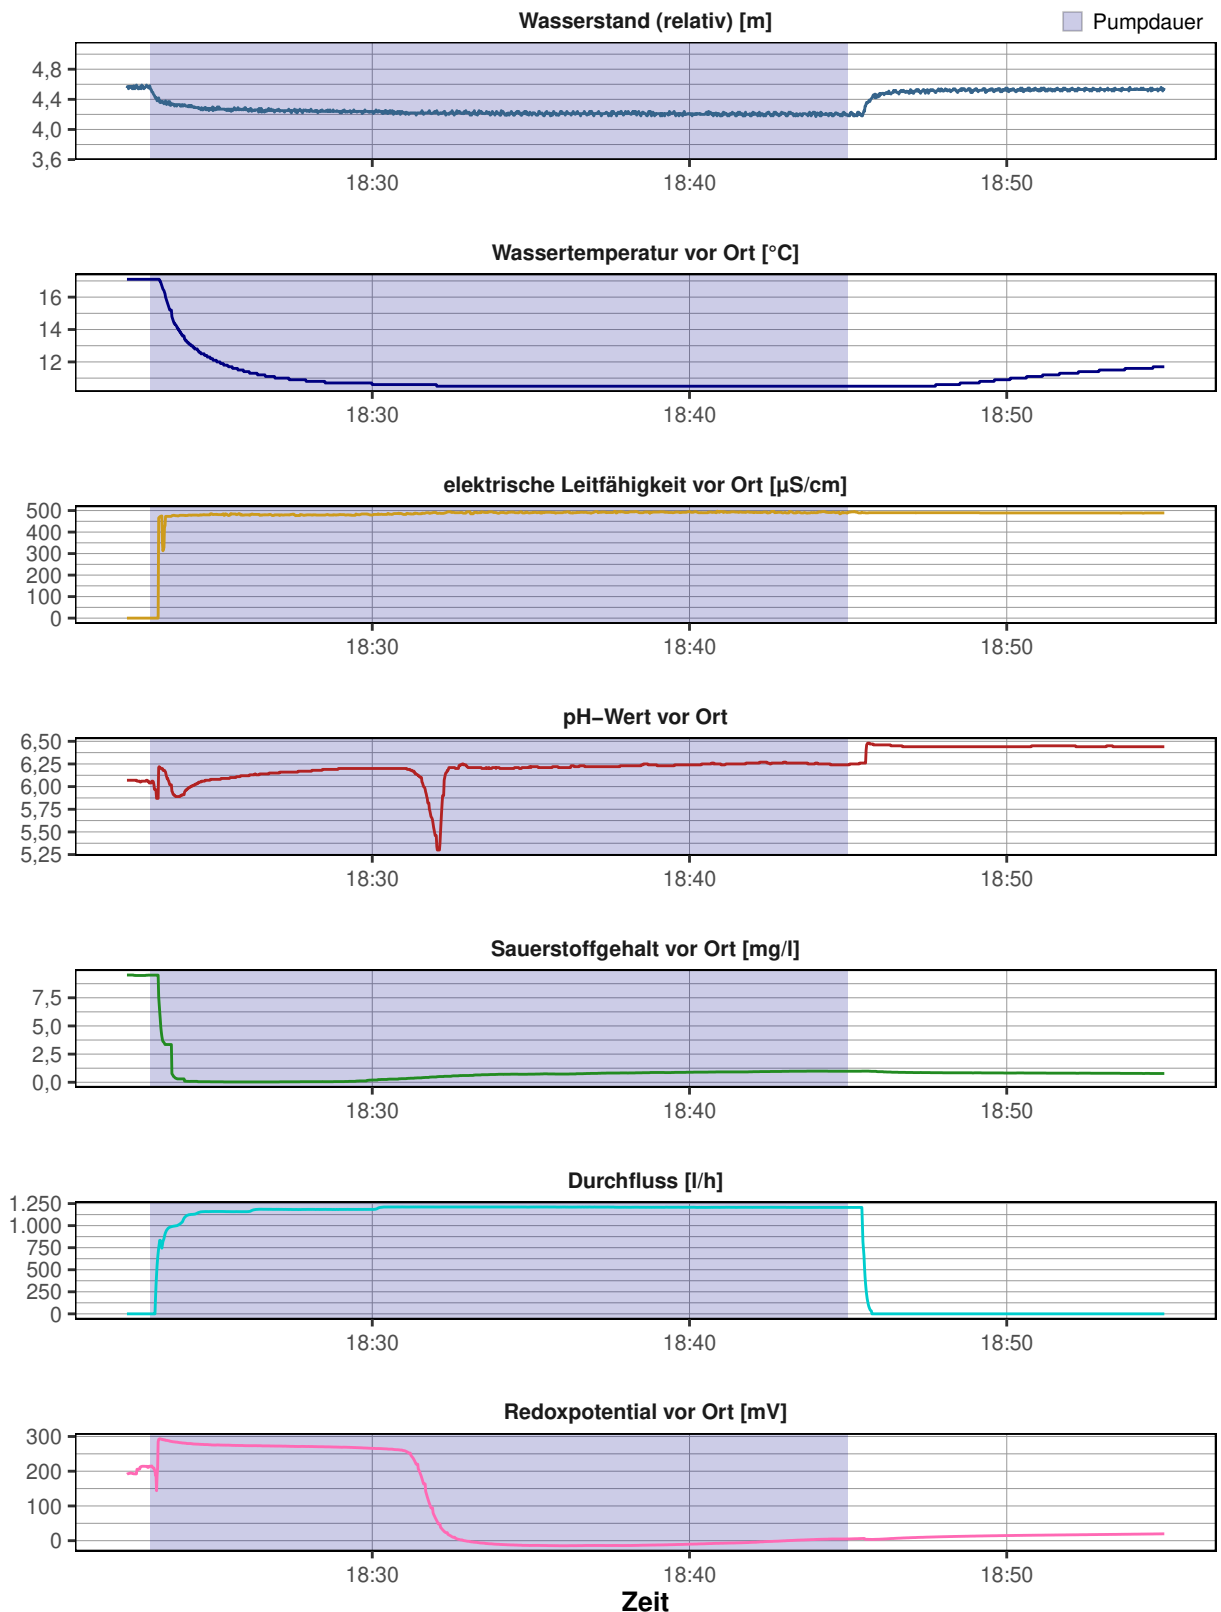 Wasserstand (relativ) [m]
Pumpdauer
4,8
4,4
4,0
3,6
18:30 18:40 18:50
Wassertemperatur vor Ort [°C]
16
14
12
18:30 18:40 18:50
elektrische Leitfähigkeit vor Ort [µS/cm]
500
400
300
200
100
0
18:30 18:40 18:50
pH−Wert vor Ort
6,50
6,25
6,00
5,75
5,50
5,25
18:30 18:40 18:50
Sauerstoffgehalt vor Ort [mg/l]
7,5
5,0
2,5
0,0
18:30 18:40 18:50
Durchfluss [l/h]
1.250
1.000
750
500
250
0
18:30 18:40 18:50
Redoxpotential vor Ort [mV]
300
200
100
0
18:30 18:40 18:50
Zeit